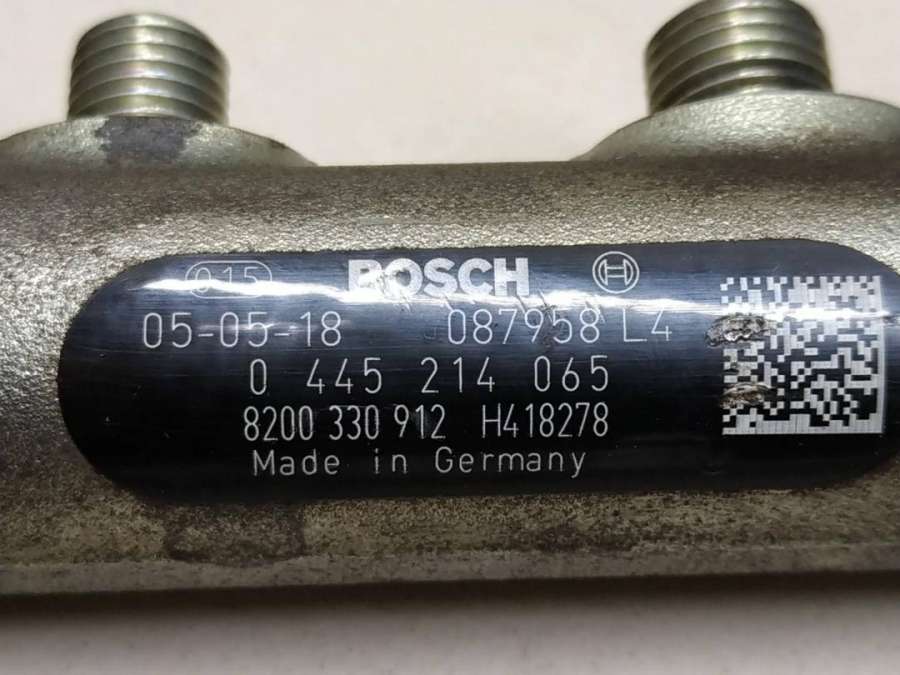 015 BOSCH
05-05-18 087958 L4
0 445 214 065
8200 330 912 H418278
Made in Germany